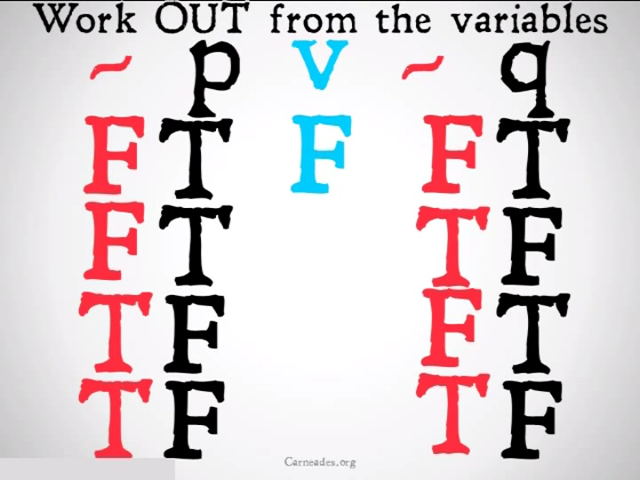 Work OUT from the variables
~ p v ~ q
F T F F T
F T T F
T F F T
T F T F
Carneades.org